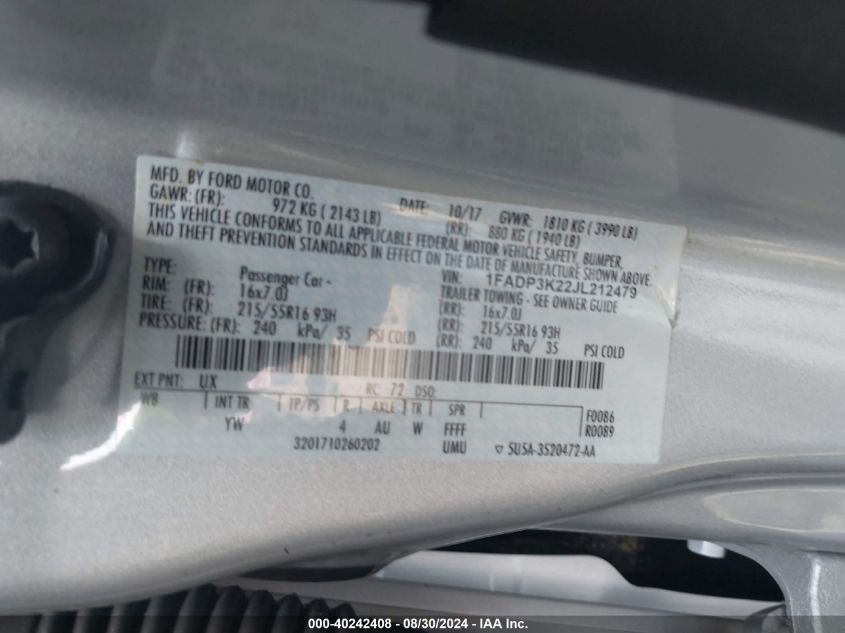 MFD. BY FORD MOTOR CO.
DATE: 10/17 GVWR: 1810 KG ( 3990 LB)
GAWR: (FR): 972 KG ( 2143 LB) (RR): 880 KG ( 1940 LB)
THIS VEHICLE CONFORMS TO ALL APPLICABLE FEDERAL MOTOR VEHICLE SAFETY, BUMPER,
AND THEFT PREVENTION STANDARDS IN EFFECT ON THE DATE OF MANUFACTURE SHOWN ABOVE.
TYPE: Passenger Car - VIN: 1FADP3K22JL212479
TRAILER TOWING - SEE OWNER GUIDE
RIM: (FR): 16x7.0J (RR): 16x7.0J
TIRE: (FR): 215/55R16 93H (RR): 215/55R16 93H
PRESSURE: (FR): 240 kPa/ 35 PSI COLD (RR): 240 kPa/ 35 PSI COLD
EXT PNT: UX RC: 72 DSO:
WB INT TR TP/PS R AXLE TR SPR F0086
YW 4 AU W FFFF R0089
3201710260202 UMU 5U5A-3520472-AA
000-40242408 - 08/30/2024 - IAA Inc.